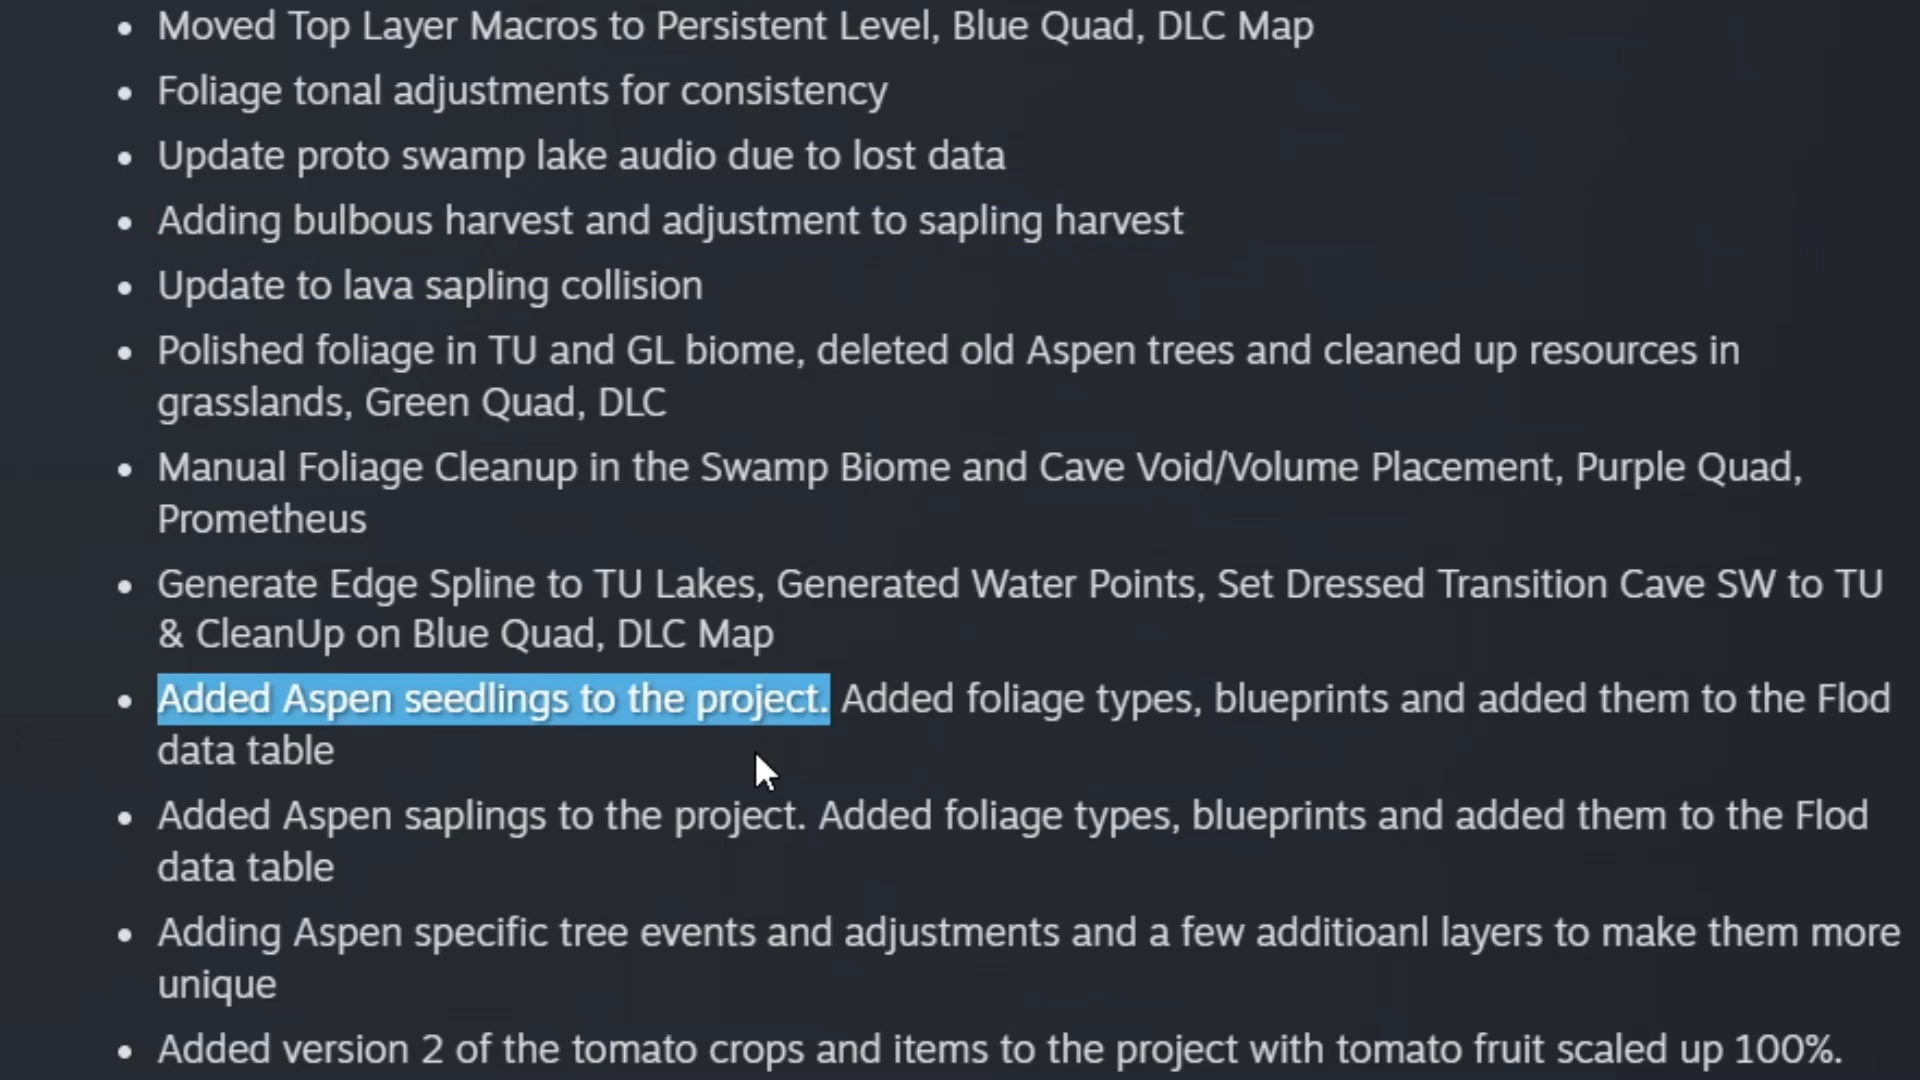 • Moved Top Layer Macros to Persistent Level, Blue Quad, DLC Map
• Foliage tonal adjustments for consistency
• Update proto swamp lake audio due to lost data
• Adding bulbous harvest and adjustment to sapling harvest
• Update to lava sapling collision
• Polished foliage in TU and GL biome, deleted old Aspen trees and cleaned up resources in
grasslands, Green Quad, DLC
• Manual Foliage Cleanup in the Swamp Biome and Cave Void/Volume Placement, Purple Quad,
Prometheus
• Generate Edge Spline to TU Lakes, Generated Water Points, Set Dressed Transition Cave SW to TU
& CleanUp on Blue Quad, DLC Map
• Added Aspen seedlings to the project. Added foliage types, blueprints and added them to the Flod
data table
• Added Aspen saplings to the project. Added foliage types, blueprints and added them to the Flod
data table
• Adding Aspen specific tree events and adjustments and a few additioanl layers to make them more
unique
• Added version 2 of the tomato crops and items to the project with tomato fruit scaled up 100%.